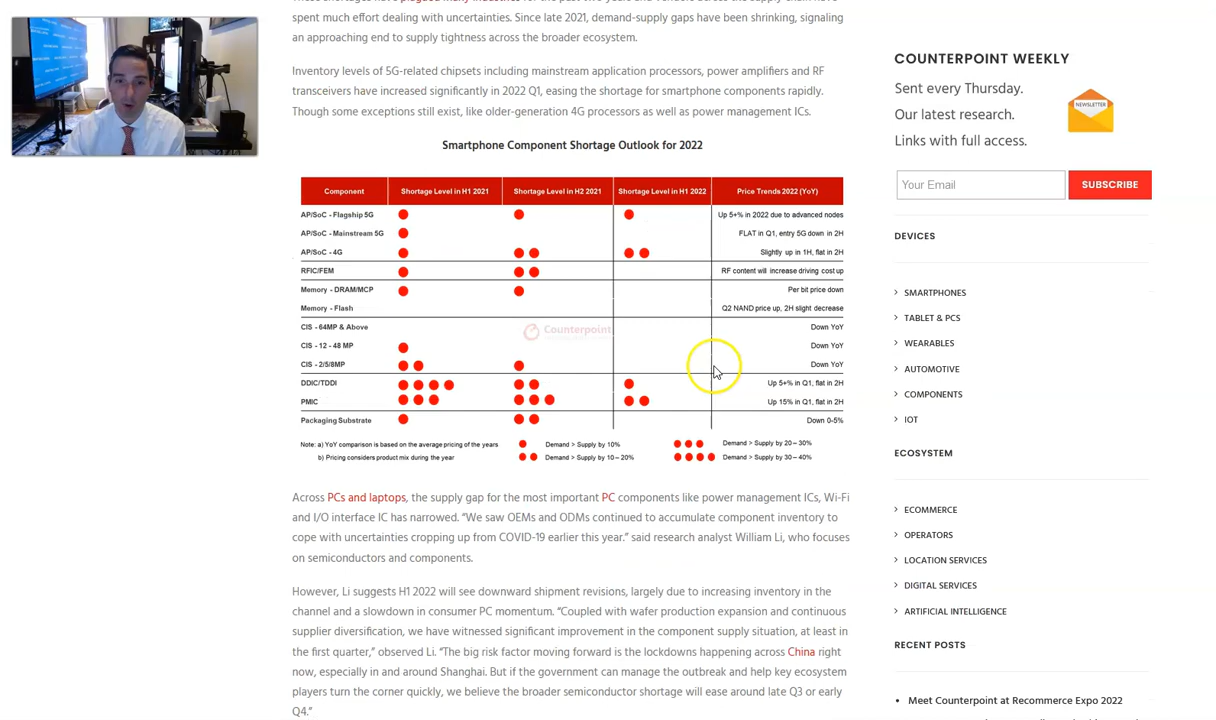 spent much effort dealing with uncertainties. Since late 2021, demand-supply gaps have been shrinking, signaling
an approaching end to supply tightness across the broader ecosystem.
Inventory levels of 5G-related chipsets including mainstream application processors, power amplifiers and RF
transceivers have increased significantly in 2022 Q1, easing the shortage for smartphone components rapidly.
Though some exceptions still exist, like older-generation 4G processors as well as power management ICs.
Smartphone Component Shortage Outlook for 2022
Component Shortage Level in H1 2021 Shortage Level in H2 2021 Shortage Level in H1 2022 Price Trends 2022 (YoY)
AP/SoC - Flagship 5G Up 5+% in 2022 due to advanced nodes
AP/SoC - Mainstream 5G FLAT in Q1, entry 5G down in 2H
AP/SoC - 4G Slightly up in 1H, flat in 2H
RFIC/FEM RF content will increase driving cost up
Memory - DRAM/MCP Per bit price down
Memory - Flash Q2 NAND price up, 2H slight decrease
CIS - 64MP & Above Down YoY
Counterpoint
CIS - 12 - 48 MP Down YoY
CIS - 2/5/8MP Down YoY
DDIC/TDDI Up 5+% in Q1, flat in 2H
PMIC Up 15% in Q1, flat in 2H
Packaging Substrate Down 0-5%
Note: a) YoY comparison is based on the average pricing of the years Demand > Supply by 10% Demand > Supply by 20 – 30%
b) Pricing considers product mix during the year Demand > Supply by 10 – 20% Demand > Supply by 30 – 40%
Across PCs and laptops, the supply gap for the most important PC components like power management ICs, Wi-Fi
and I/O interface IC has narrowed. “We saw OEMs and ODMs continued to accumulate component inventory to
cope with uncertainties cropping up from COVID-19 earlier this year.” said research analyst William Li, who focuses
on semiconductors and components.
However, Li suggests H1 2022 will see downward shipment revisions, largely due to increasing inventory in the
channel and a slowdown in consumer PC momentum. “Coupled with wafer production expansion and continuous
supplier diversification, we have witnessed significant improvement in the component supply situation, at least in
the first quarter,” observed Li. “The big risk factor moving forward is the lockdowns happening across China right
now, especially in and around Shanghai. But if the government can manage the outbreak and help key ecosystem
players turn the corner quickly, we believe the broader semiconductor shortage will ease around late Q3 or early
Q4.”
COUNTERPOINT WEEKLY
Sent every Thursday.
Our latest research.
Links with full access.
NEWSLETTER
Your Email
SUBSCRIBE
DEVICES
SMARTPHONES
TABLET & PCS
WEARABLES
AUTOMOTIVE
COMPONENTS
IOT
ECOSYSTEM
ECOMMERCE
OPERATORS
LOCATION SERVICES
DIGITAL SERVICES
ARTIFICIAL INTELLIGENCE
RECENT POSTS
Meet Counterpoint at Recommerce Expo 2022